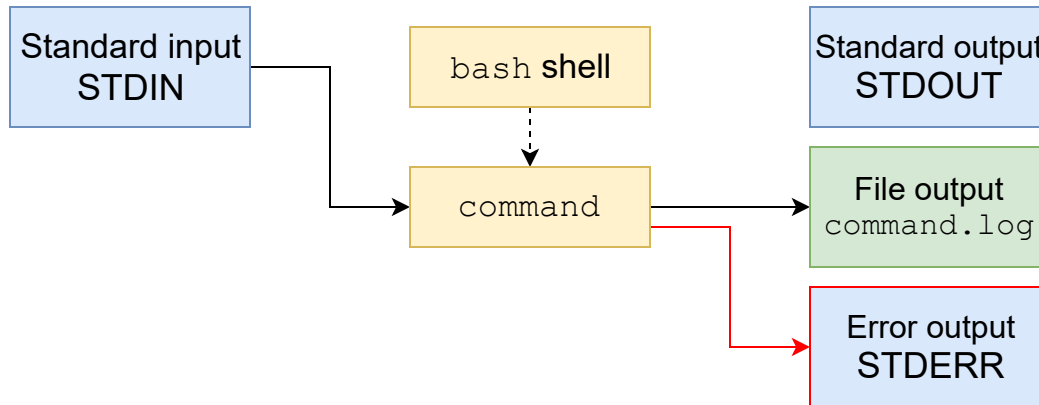 Standard input
STDIN
bash shell
Standard output
STDOUT
command
File output
command.log
Error output
STDERR